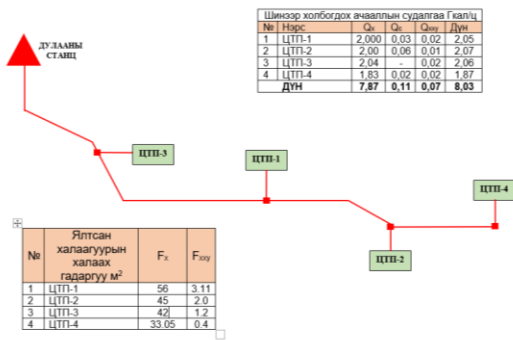 Шинээр холбогдох ачааллын судалгаа Гкал/ц
№ Нэрс Qх Qс Qхху Дүн
1 ЦТП-1 2,000 0,03 0,02 2,05
2 ЦТП-2 2,00 0,06 0,01 2,07
3 ЦТП-3 2,04 - 0,02 2,06
4 ЦТП-4 1,83 0,02 0,02 1,87
ДҮН 7,87 0,11 0,07 8,03
ДУЛААНЫ
СТАНЦ
ЦТП-3
ЦТП-1
ЦТП-4
ЦТП-2
№ Ялтсан халаагуурын халаах гадаргуу м² Fх Fхху
1 ЦТП-1 56 3.11
2 ЦТП-2 45 2.0
3 ЦТП-3 42 1.2
4 ЦТП-4 33.05 0.4